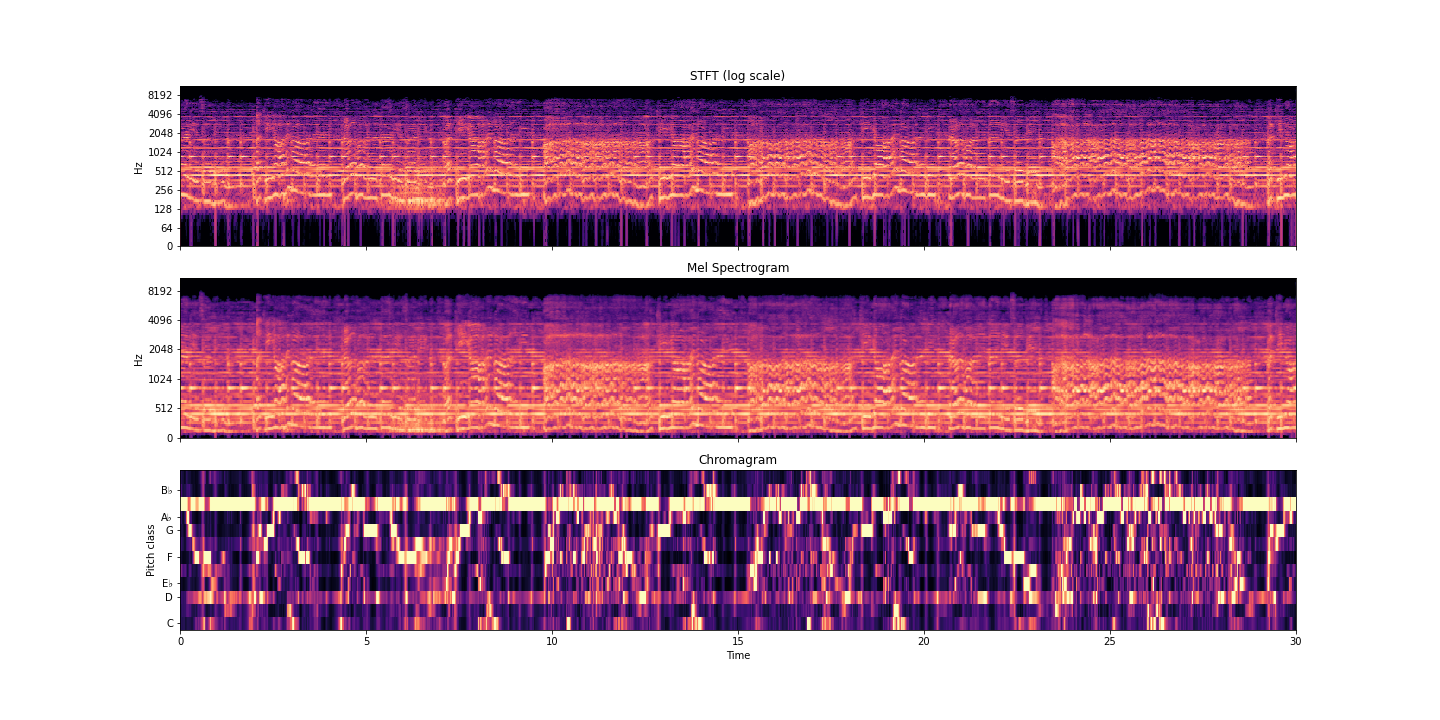 STFT (log scale)
8192
4096
2048
1024
512
256
128
64
0
Hz
Mel Spectrogram
8192
4096
2048
1024
512
0
Hz
Chromagram
B♭
A♭
G
F
E♭
D
C
Pitch class
0 5 10 15 20 25 30
Time